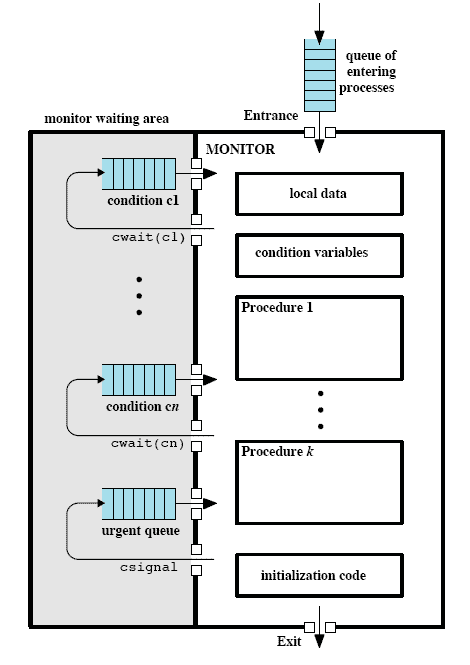 queue of
entering
processes
Entrance
monitor waiting area
MONITOR
condition c1
local data
cwait(c1)
condition variables
Procedure 1
condition cn
cwait(cn)
Procedure k
urgent queue
csignal
initialization code
Exit